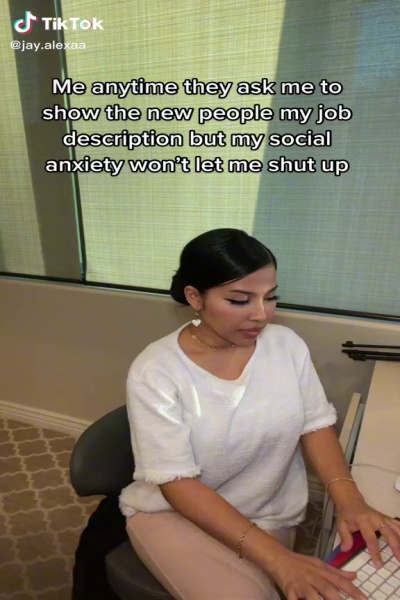 TikTok
@jay.alexaa
Me anytime they ask me to
show the new people my job
description but my social
anxiety won't let me shut up